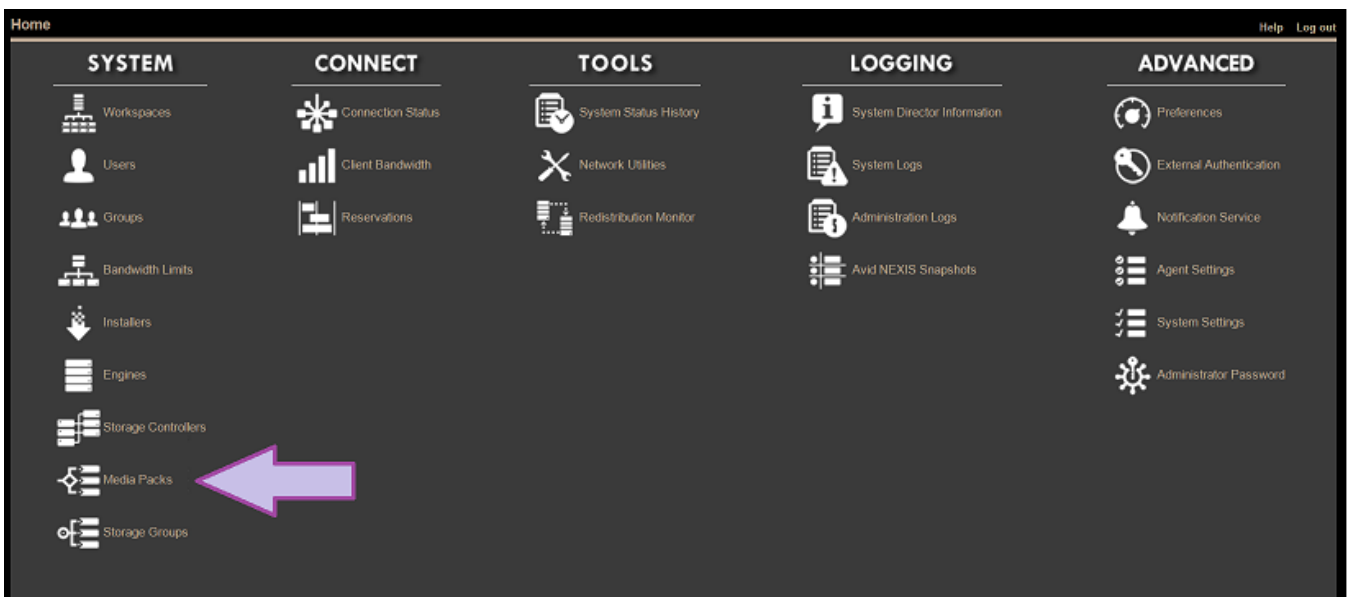 Home
Help Log out
SYSTEM
Workspaces
Users
Groups
Bandwidth Limits
Installers
Engines
Storage Controllers
Media Packs
Storage Groups
CONNECT
Connection Status
Client Bandwidth
Reservations
TOOLS
System Status History
Network Utilities
Redistribution Monitor
LOGGING
System Director Information
System Logs
Administration Logs
Avid NEXIS Snapshots
ADVANCED
Preferences
External Authentication
Notification Service
Agent Settings
System Settings
Administrator Password